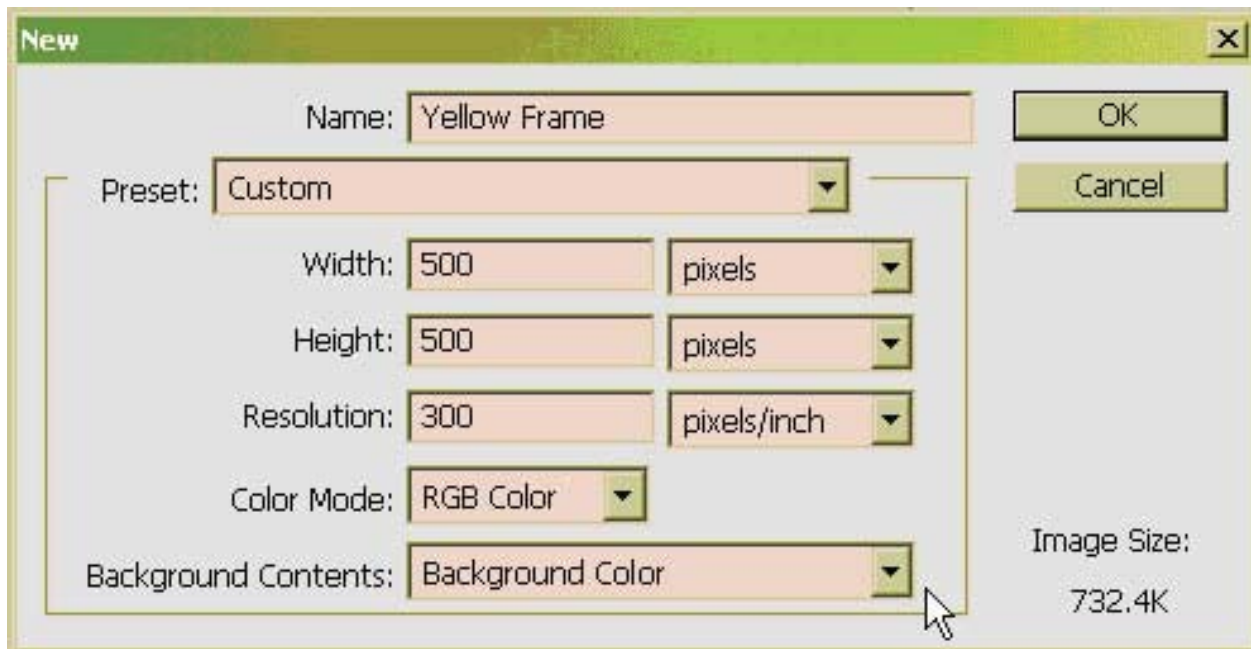 New
Name: Yellow Frame
OK
Preset: Custom
Cancel
Width: 500 pixels
Height: 500 pixels
Resolution: 300 pixels/inch
Color Mode: RGB Color
Background Contents: Background Color
Image Size:
732.4K